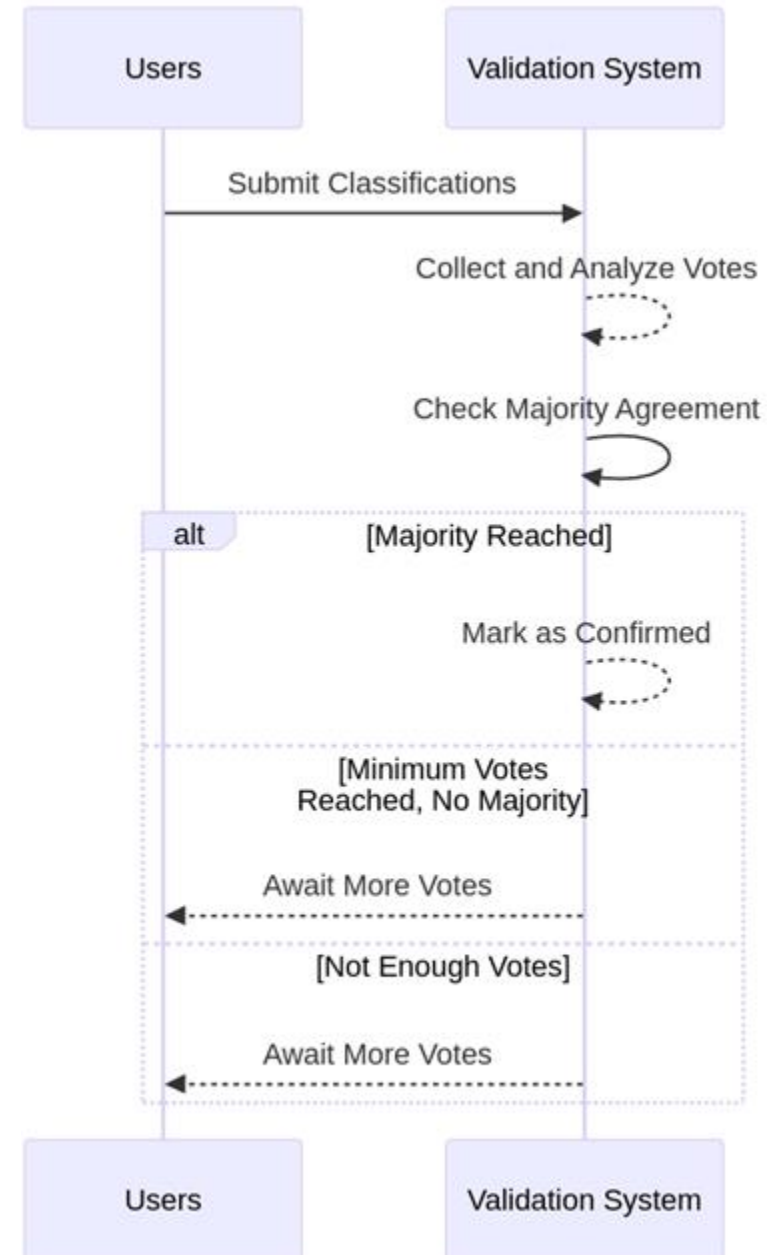 Users
Validation System
Submit Classifications
Collect and Analyze Votes
Check Majority Agreement
alt
[Majority Reached]
Mark as Confirmed
[Minimum Votes
Reached, No Majority]
Await More Votes
[Not Enough Votes]
Await More Votes
Users
Validation System